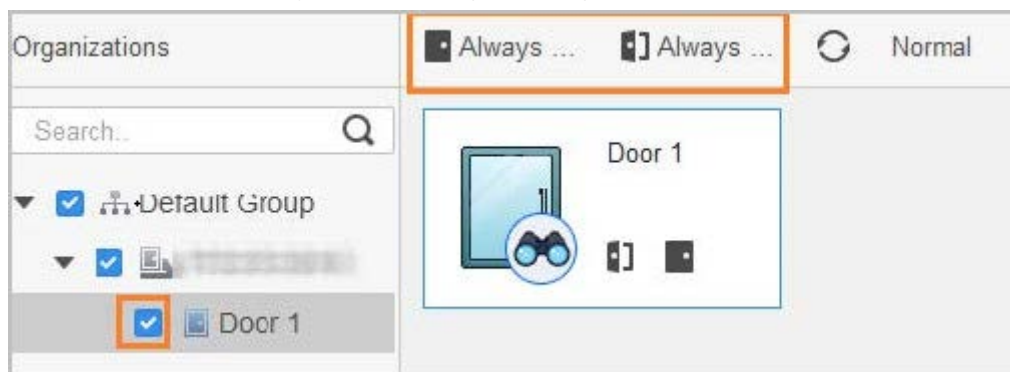 Organizations
Always ... Always ... Normal
Search..
Door 1
Default Group
Door 1